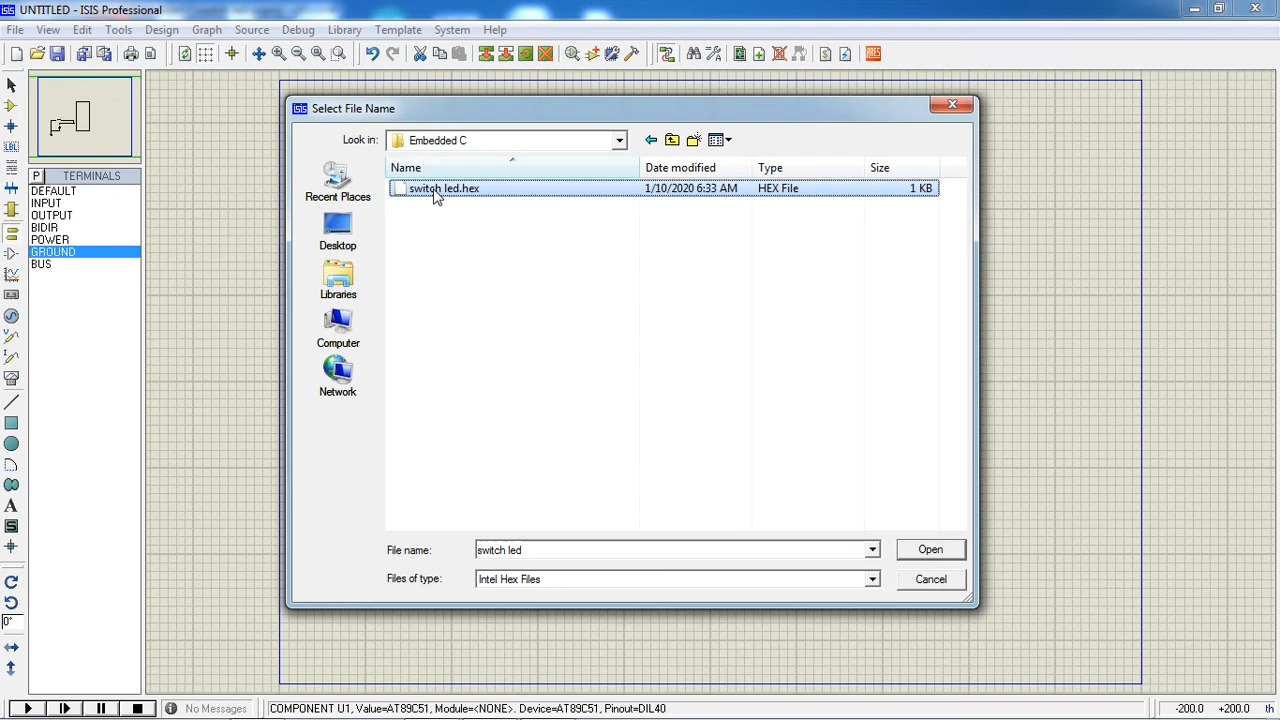 UNTITLED - ISIS Professional
File View Edit Tools Design Graph Source Debug Library Template System Help
ARES
Select File Name
Look in: Embedded C
Name Date modified Type Size
switch led.hex 1/10/2020 6:33 AM HEX File 1 KB
Recent Places
Desktop
Libraries
Computer
Network
File name: switch led Open
Files of type: Intel Hex Files Cancel
P TERMINALS
DEFAULT
INPUT
OUTPUT
BIDIR
POWER
GROUND
BUS
LBL
A
S
0°
No Messages COMPONENT U1, Value=AT89C51, Module=<NONE>. Device=AT89C51, Pinout=DIL40 -200.0 +200.0 th